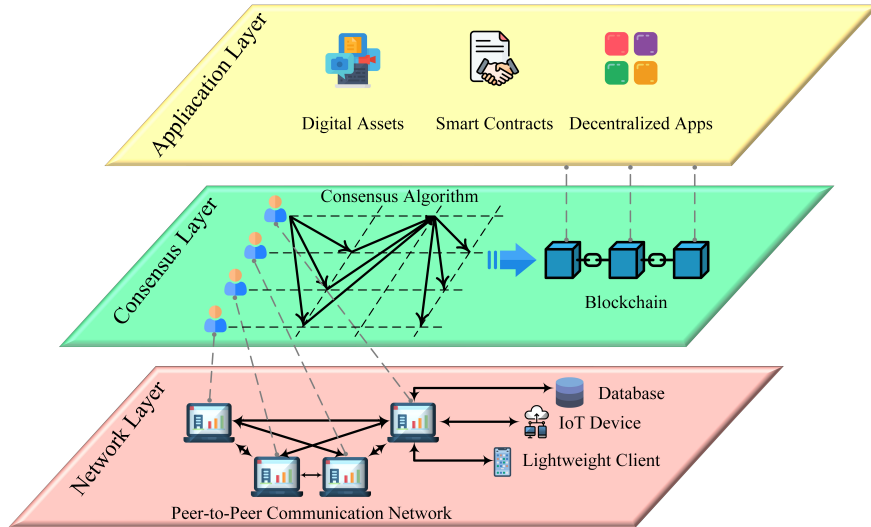 Appliacation Layer
Digital Assets
Smart Contracts
Decentralized Apps
Consensus Layer
Consensus Algorithm
Blockchain
Network Layer
Database
IoT Device
Lightweight Client
Peer-to-Peer Communication Network